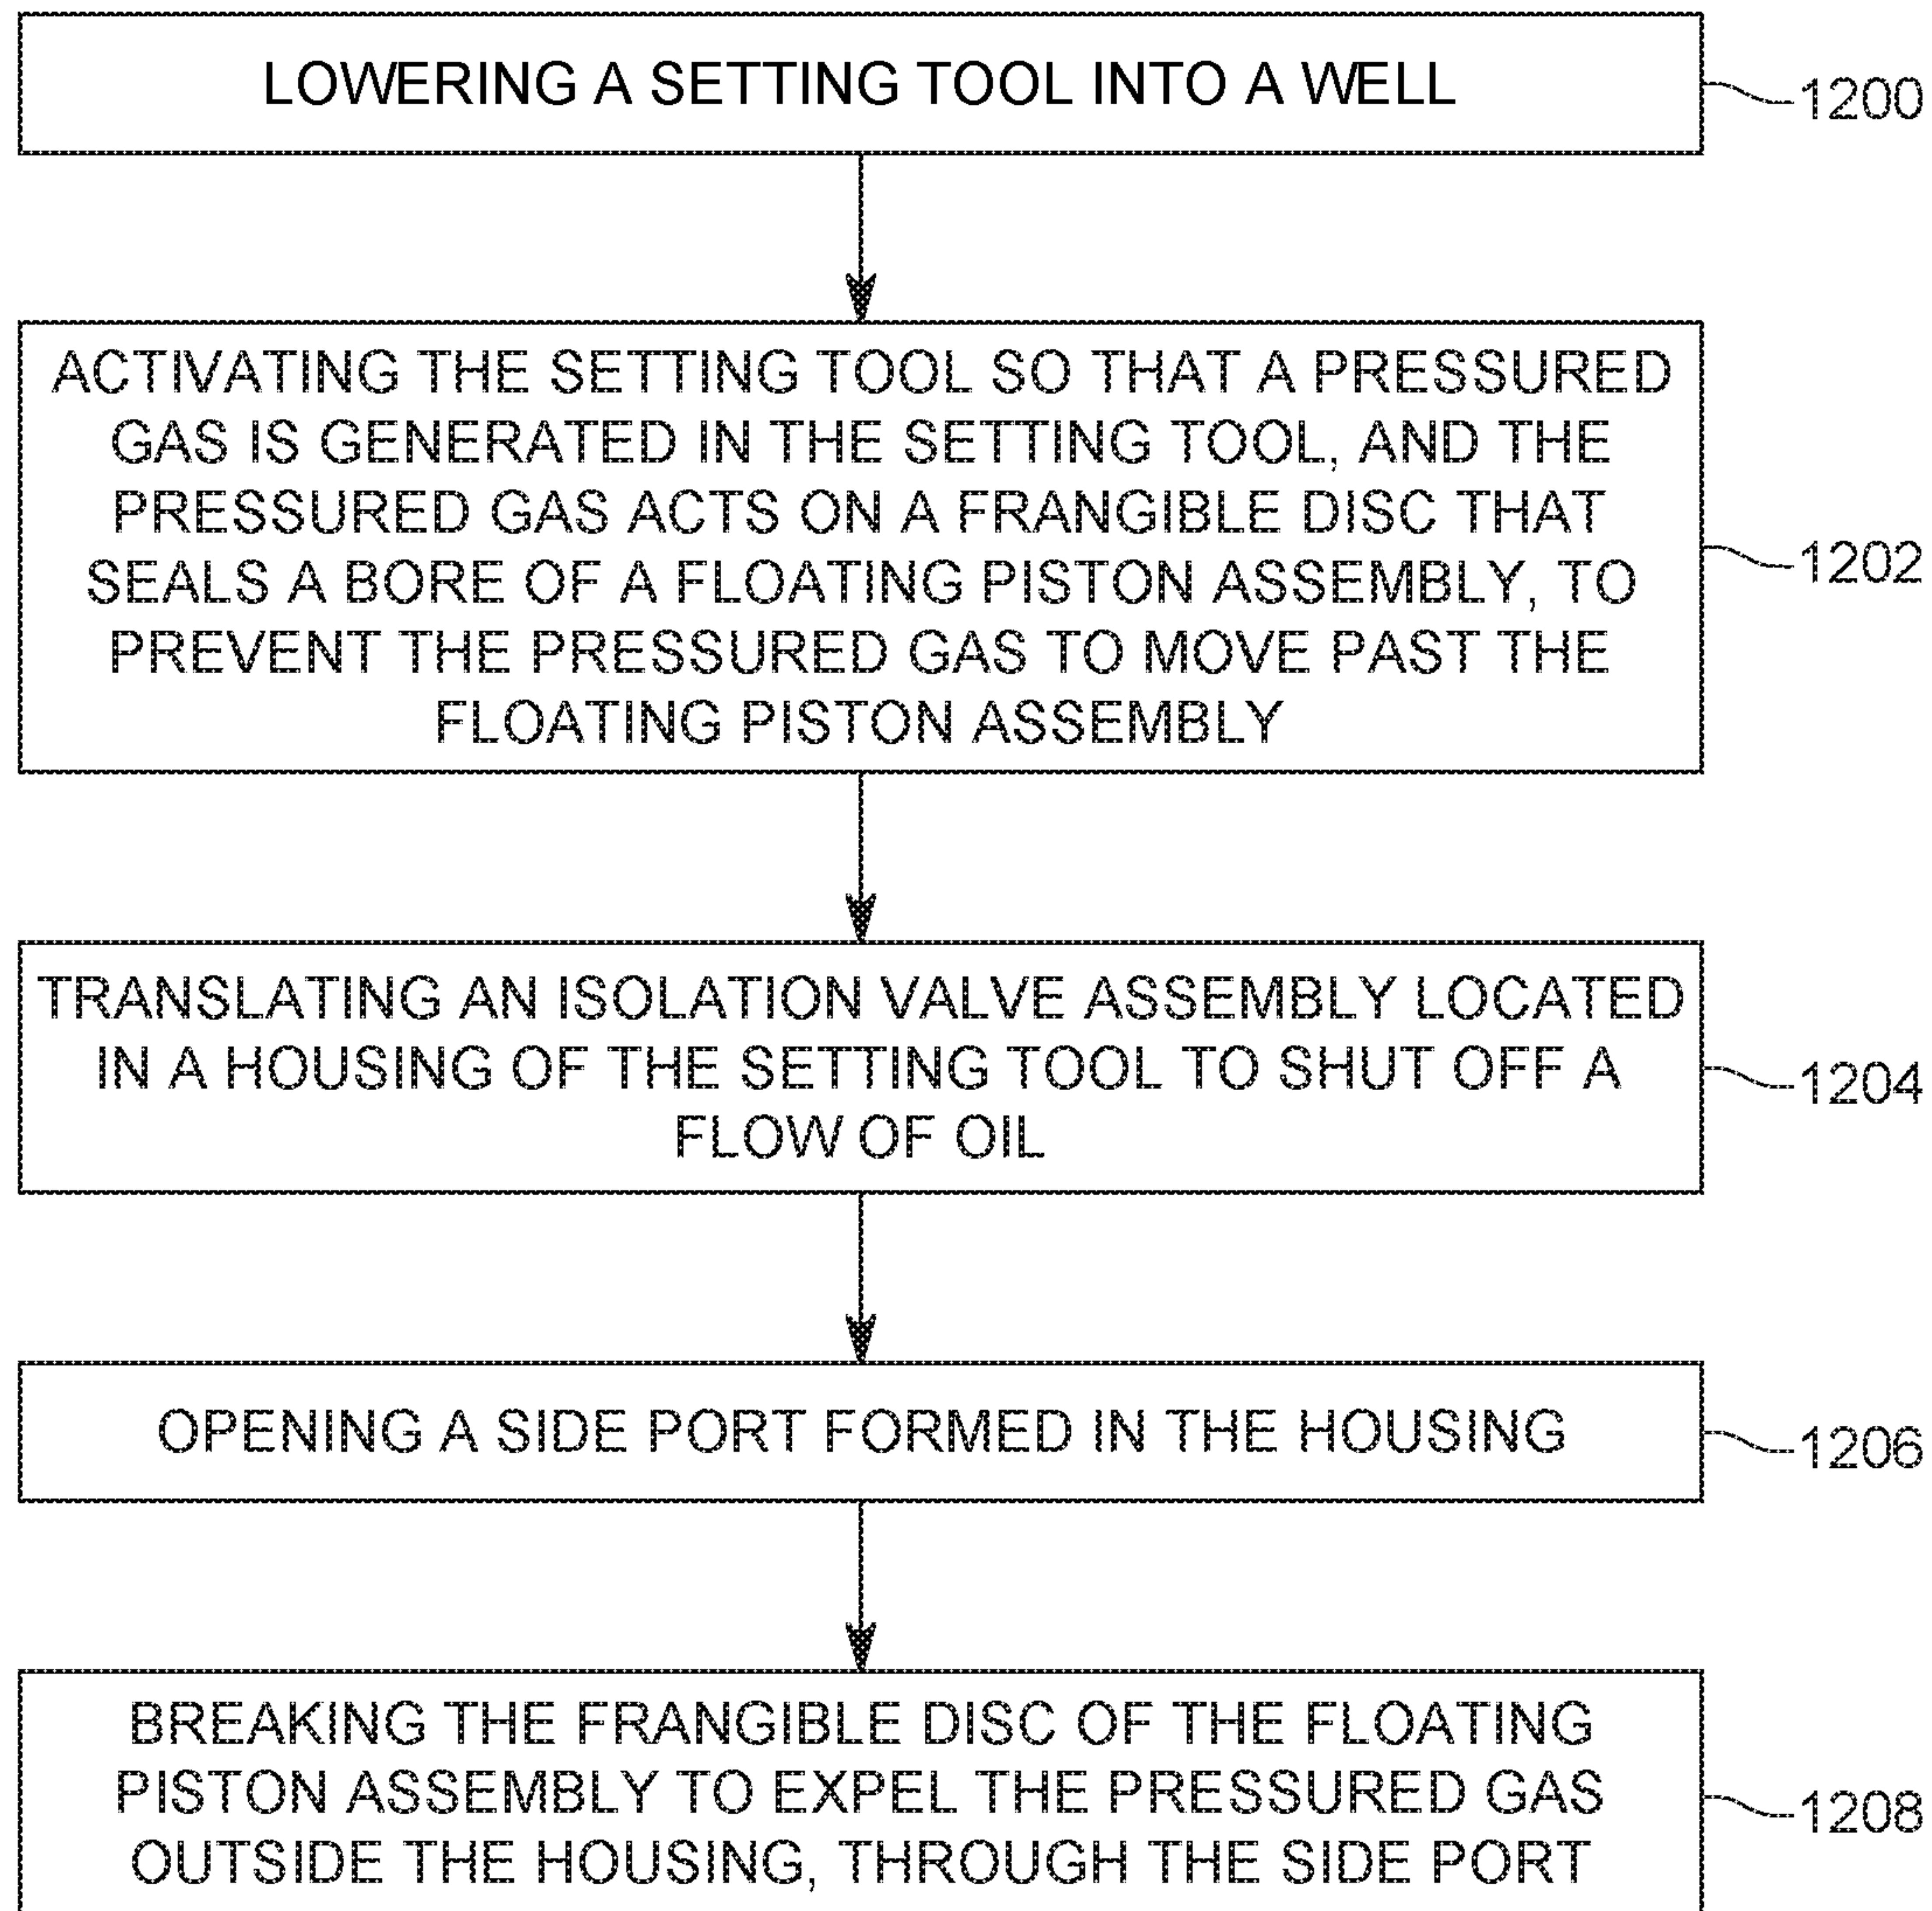 LOWERING A SETTING TOOL INTO A WELL
1200
ACTIVATING THE SETTING TOOL SO THAT A PRESSURED
GAS IS GENERATED IN THE SETTING TOOL, AND THE
PRESSURED GAS ACTS ON A FRANGIBLE DISC THAT
SEALS A BORE OF A FLOATING PISTON ASSEMBLY, TO
PREVENT THE PRESSURED GAS TO MOVE PAST THE
FLOATING PISTON ASSEMBLY
1202
TRANSLATING AN ISOLATION VALVE ASSEMBLY LOCATED
IN A HOUSING OF THE SETTING TOOL TO SHUT OFF A
FLOW OF OIL
1204
OPENING A SIDE PORT FORMED IN THE HOUSING
1206
BREAKING THE FRANGIBLE DISC OF THE FLOATING
PISTON ASSEMBLY TO EXPEL THE PRESSURED GAS
OUTSIDE THE HOUSING, THROUGH THE SIDE PORT
1208